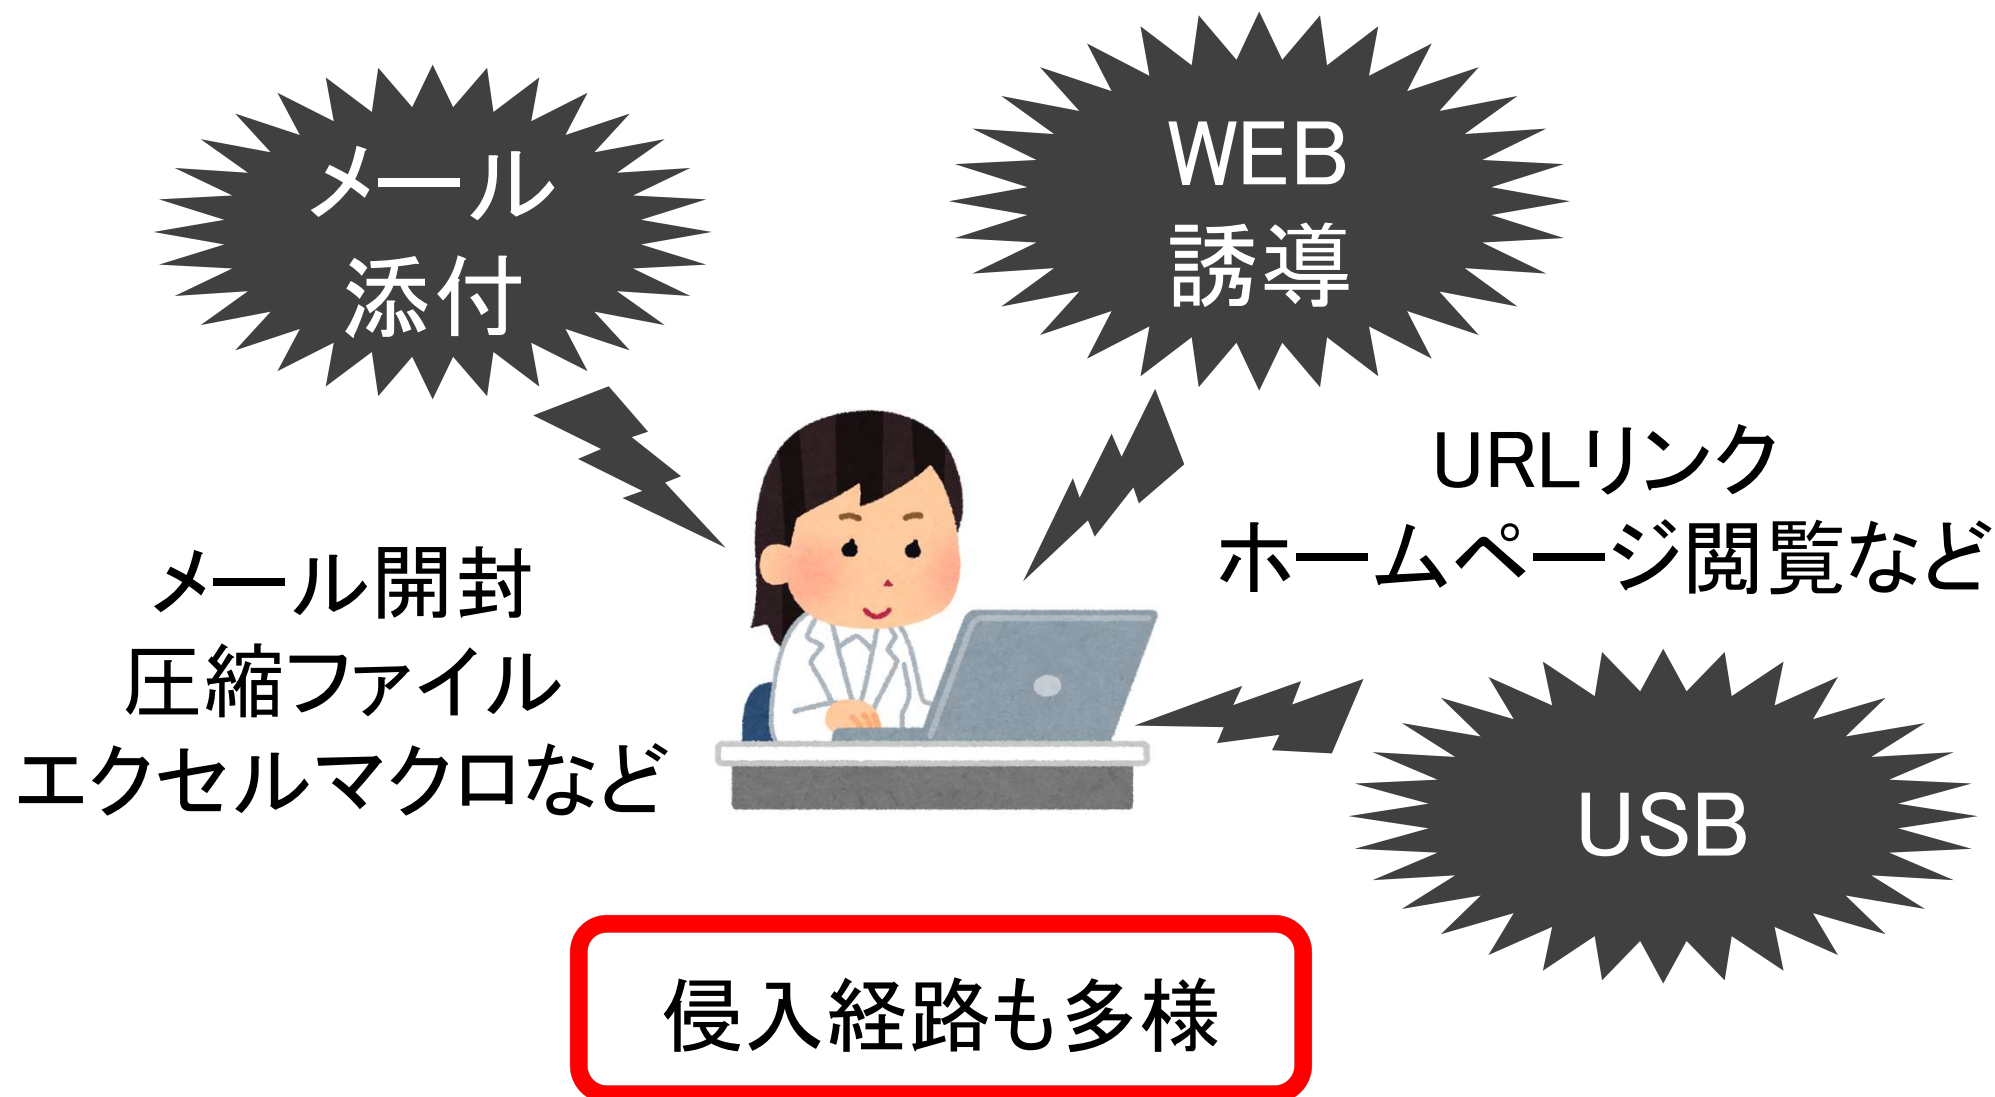 メール
添付
WEB
誘導
メール開封
圧縮ファイル
エクセルマクロなど
URLリンク
ホームページ閲覧など
USB
侵入経路も多様